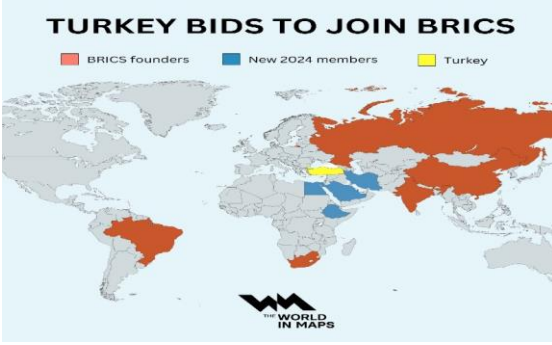 TURKEY BIDS TO JOIN BRICS
BRICS founders New 2024 members Turkey
THE WORLD
IN MAPS